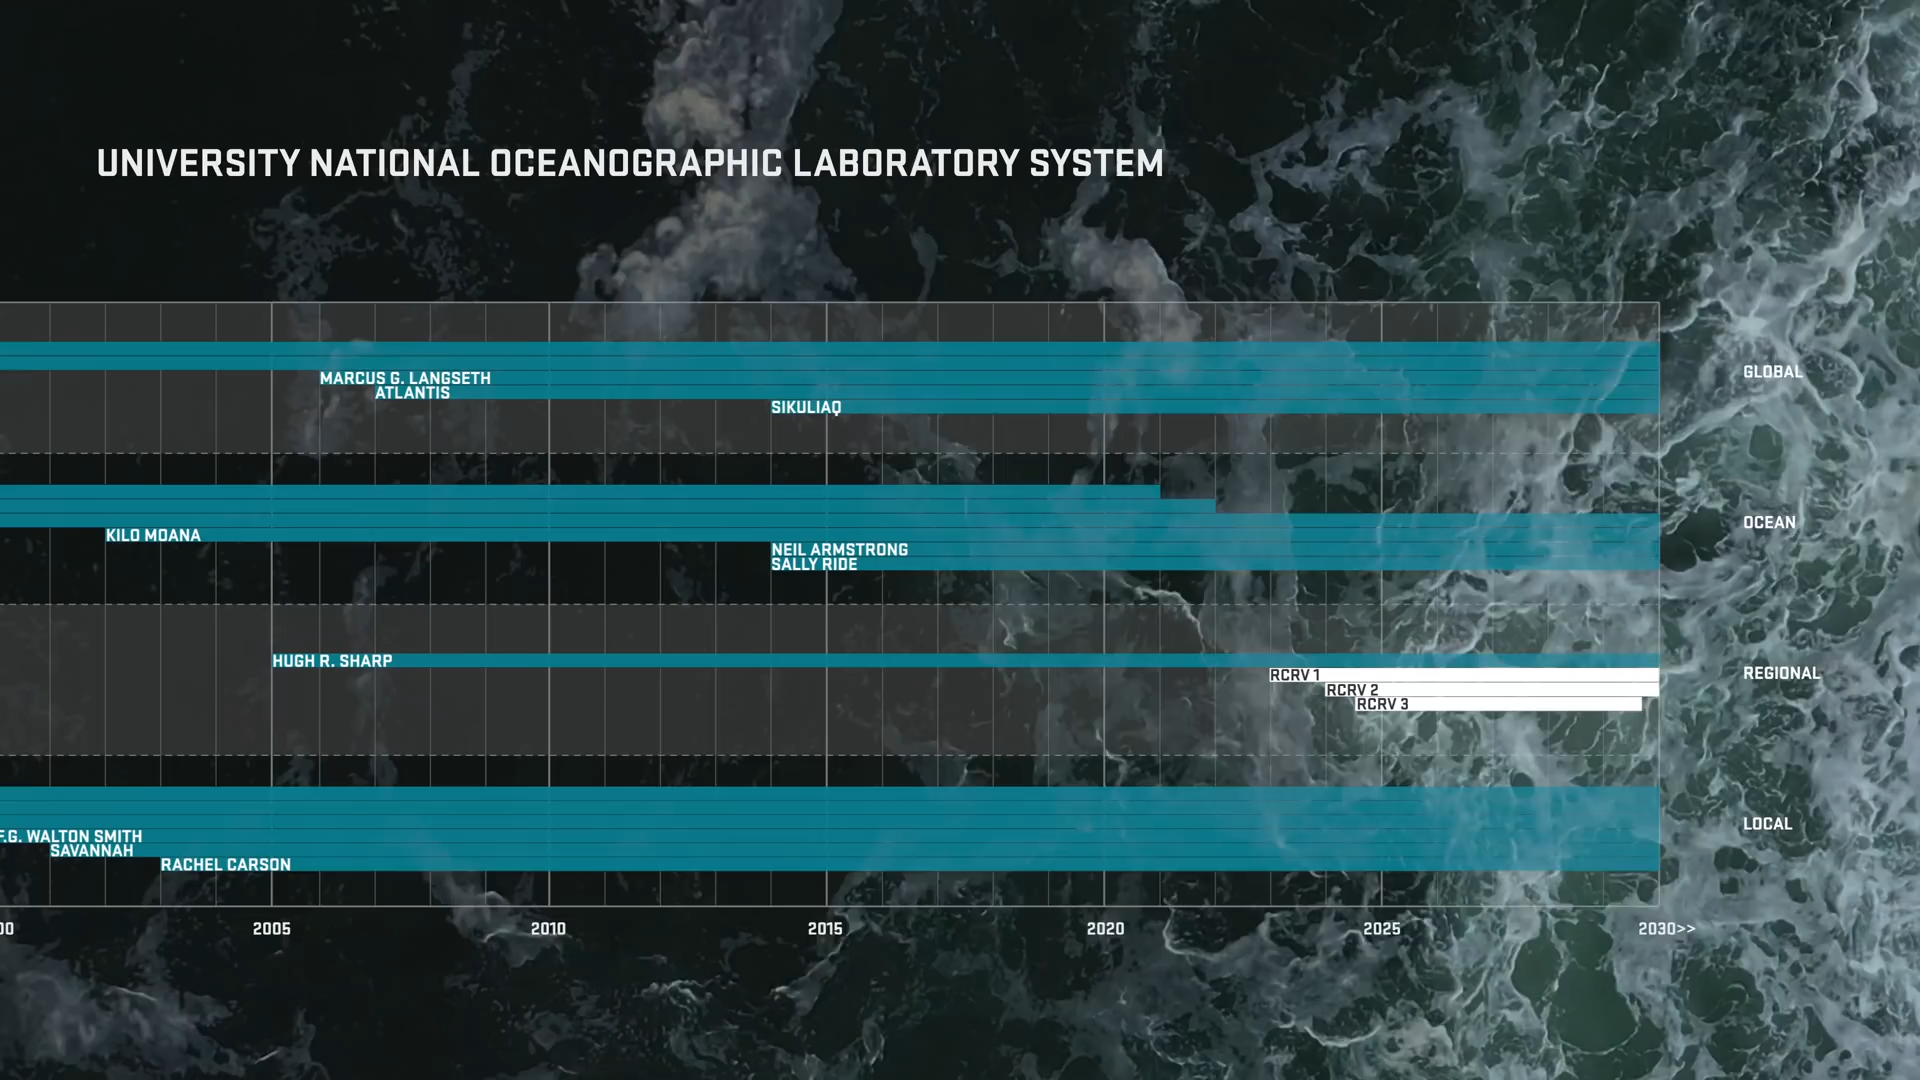 UNIVERSITY NATIONAL OCEANOGRAPHIC LABORATORY SYSTEM
MARCUS G. LANGSETH
ATLANTIS
SIKULIAQ
GLOBAL
KILO MOANA
NEIL ARMSTRONG
SALLY RIDE
OCEAN
HUGH R. SHARP
RCRV 1
RCRV 2
RCRV 3
REGIONAL
F.G. WALTON SMITH
SAVANNAH
RACHEL CARSON
LOCAL
00 2005 2010 2015 2020 2025 2030>>